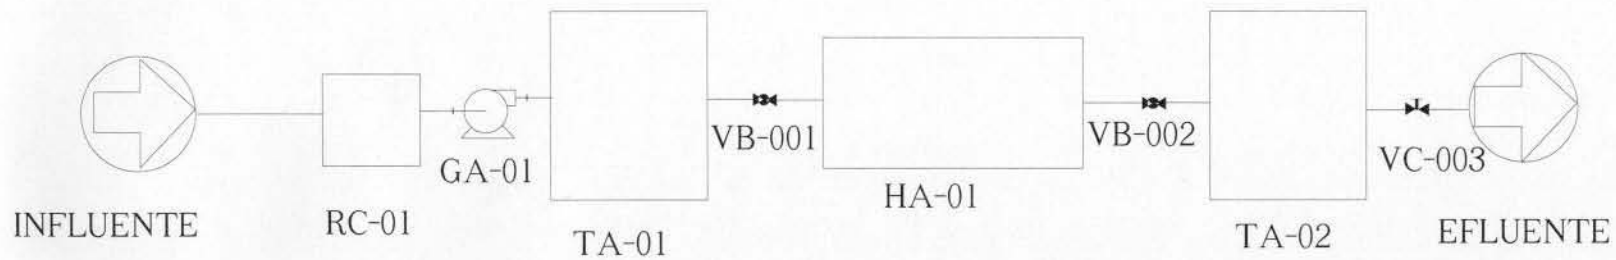 INFLUENTE
RC-01
GA-01
TA-01
VB-001
HA-01
VB-002
TA-02
VC-003
EFLUENTE